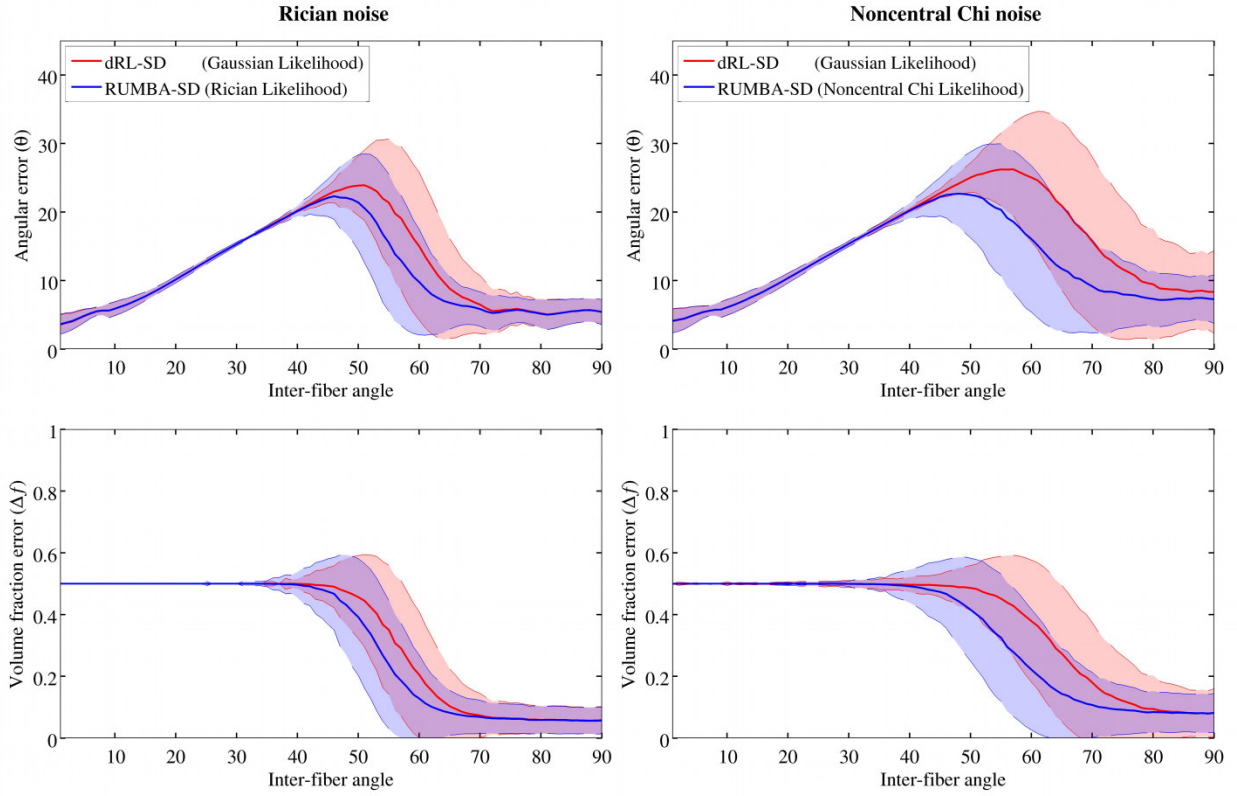 Rician noise
Noncentral Chi noise
dRL-SD (Gaussian Likelihood)
RUMBA-SD (Rician Likelihood)
dRL-SD (Gaussian Likelihood)
RUMBA-SD (Noncentral Chi Likelihood)
Angular error (θ)
40
30
20
10
0
10 20 30 40 50 60 70 80 90
Inter-fiber angle
Angular error (θ)
40
30
20
10
0
10 20 30 40 50 60 70 80 90
Inter-fiber angle
Volume fraction error (Δf)
1
0.8
0.6
0.4
0.2
0
10 20 30 40 50 60 70 80 90
Inter-fiber angle
Volume fraction error (Δf)
1
0.8
0.6
0.4
0.2
0
10 20 30 40 50 60 70 80 90
Inter-fiber angle